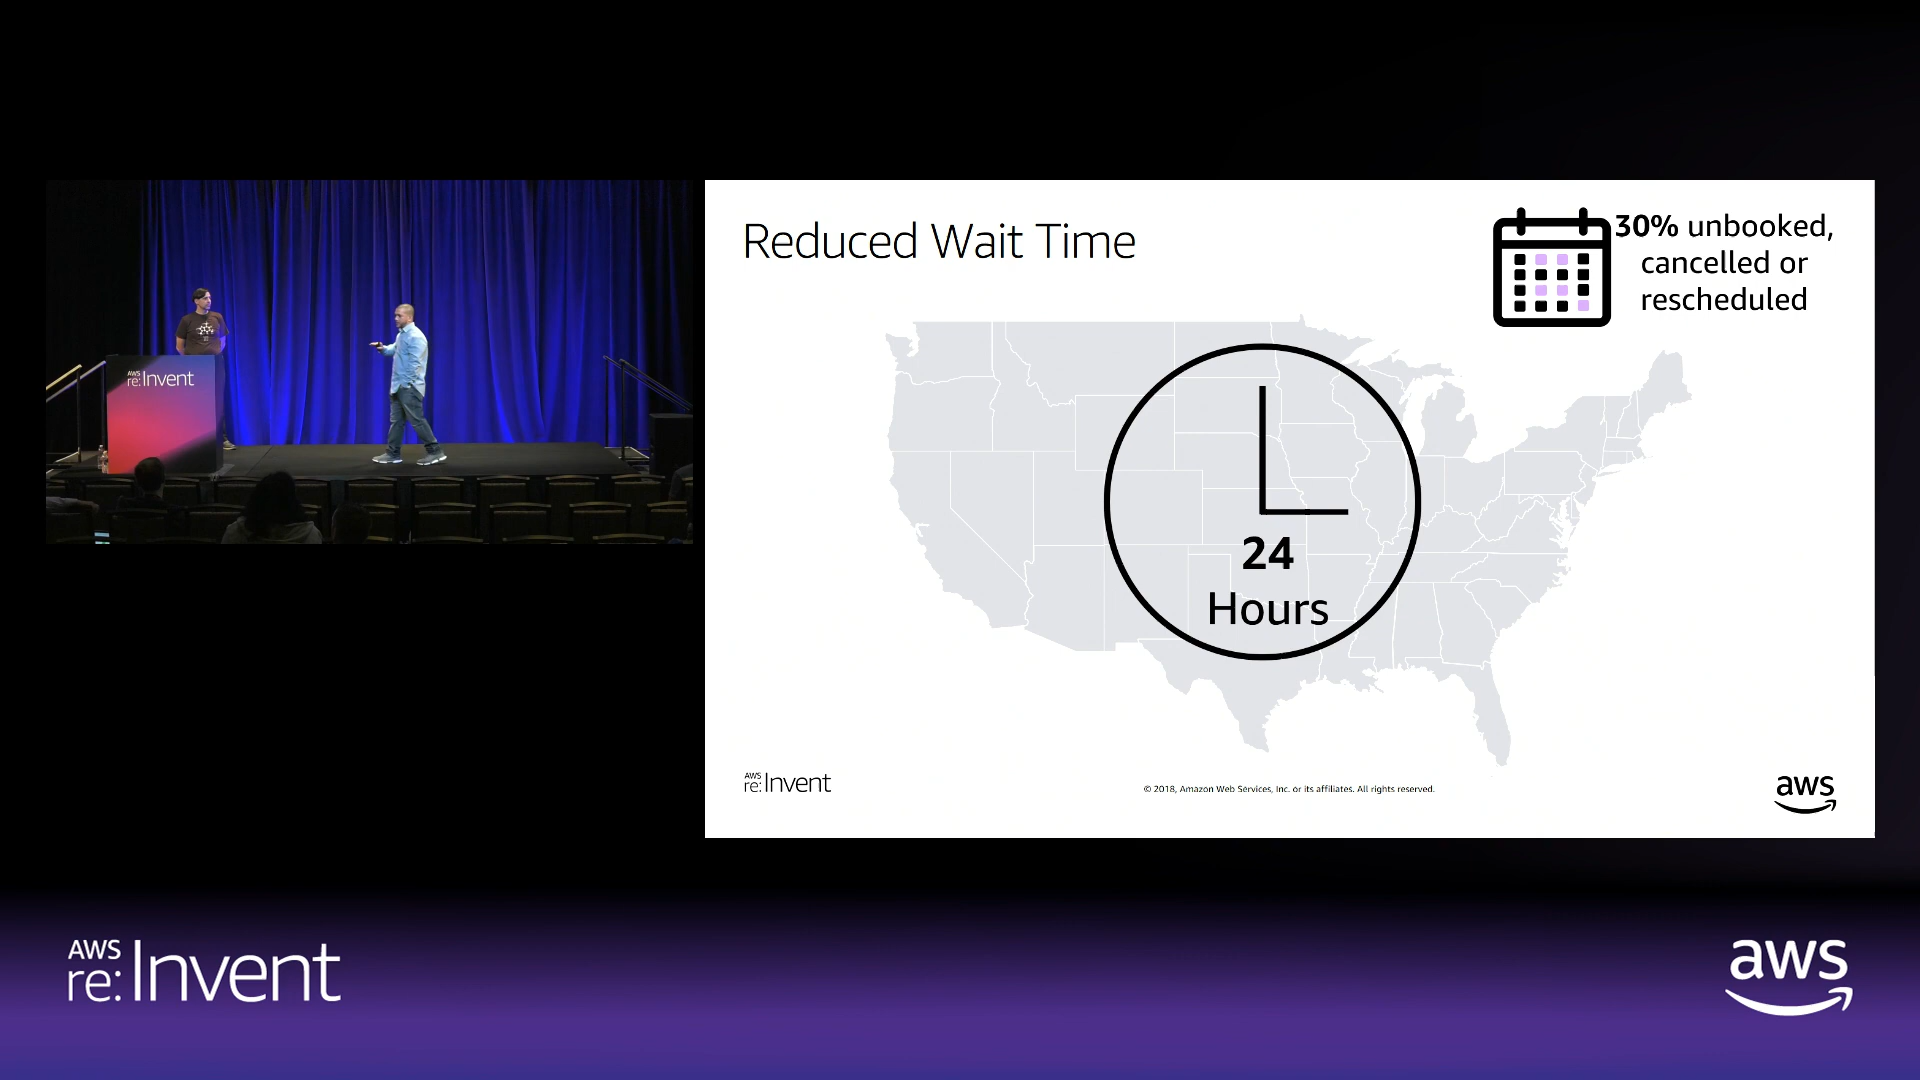 AWS
re:Invent
Reduced Wait Time
30% unbooked,
cancelled or
rescheduled
24
Hours
AWS
re:Invent
© 2018, Amazon Web Services, Inc. or its affiliates. All rights reserved.
aws
AWS
re:Invent
aws